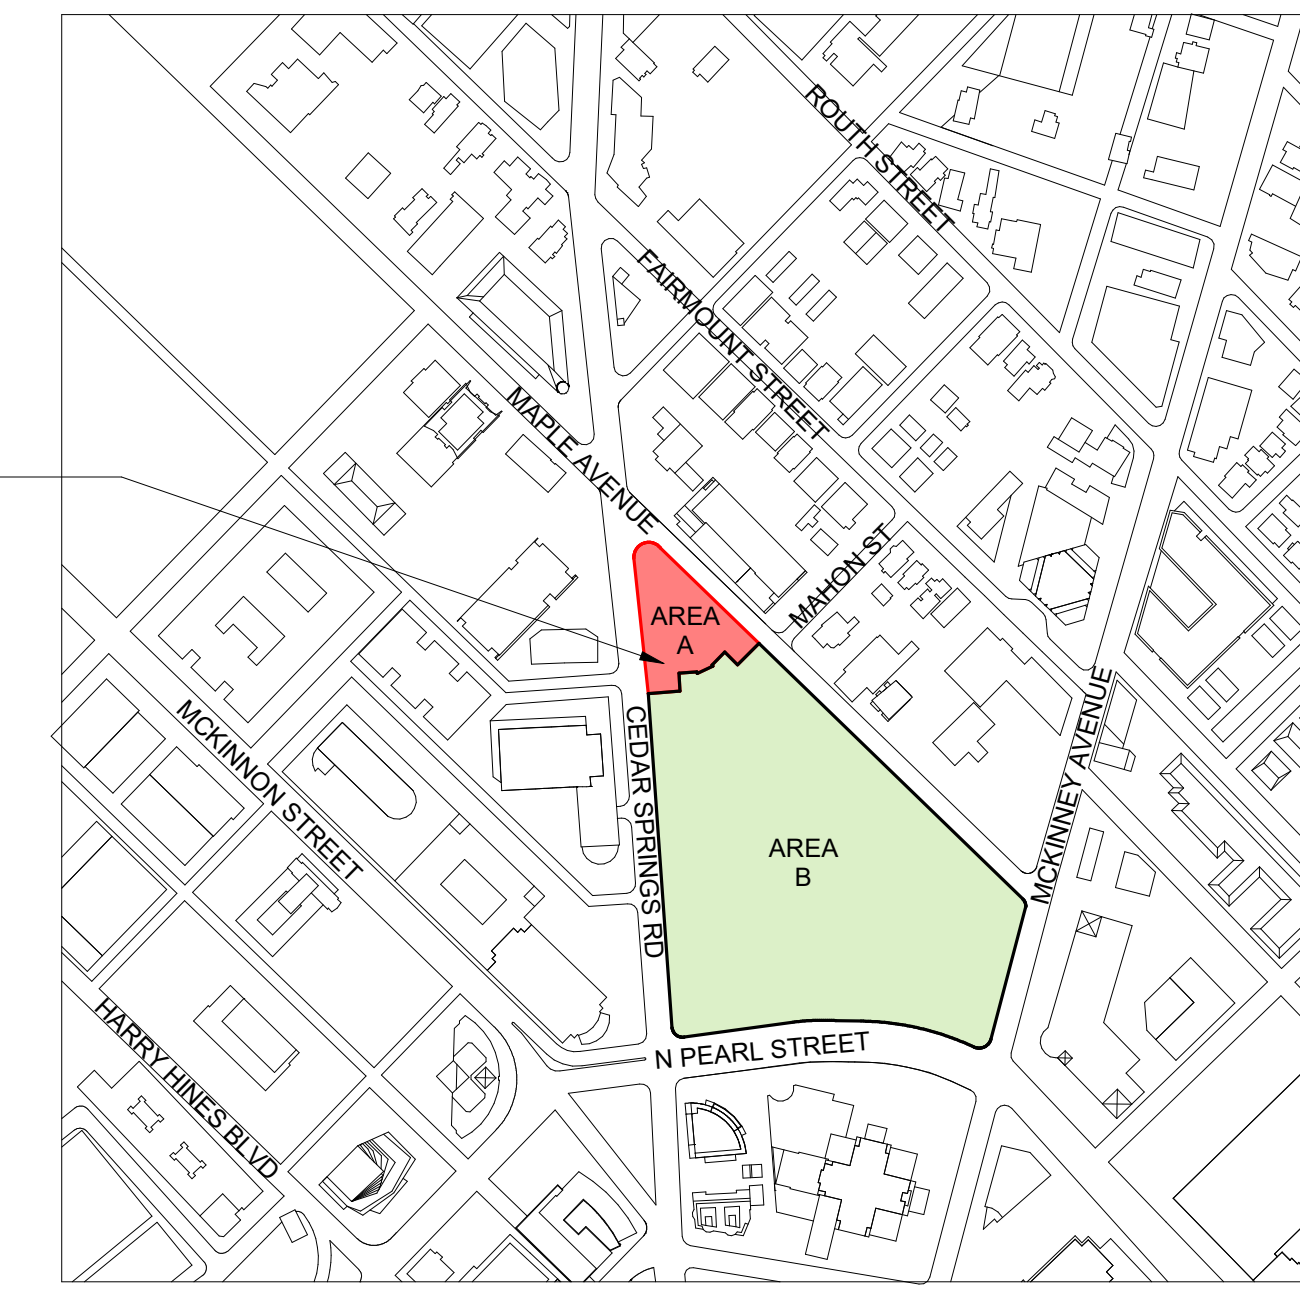 ROUTH STREET
FAIRMOUNT STREET
MAPLE AVENUE
MAHON ST
AREA
A
MCKINNEY AVENUE
MCKINNON STREET
CEDAR SPRINGS RD
AREA
B
HARRY HINES BLVD
N PEARL STREET